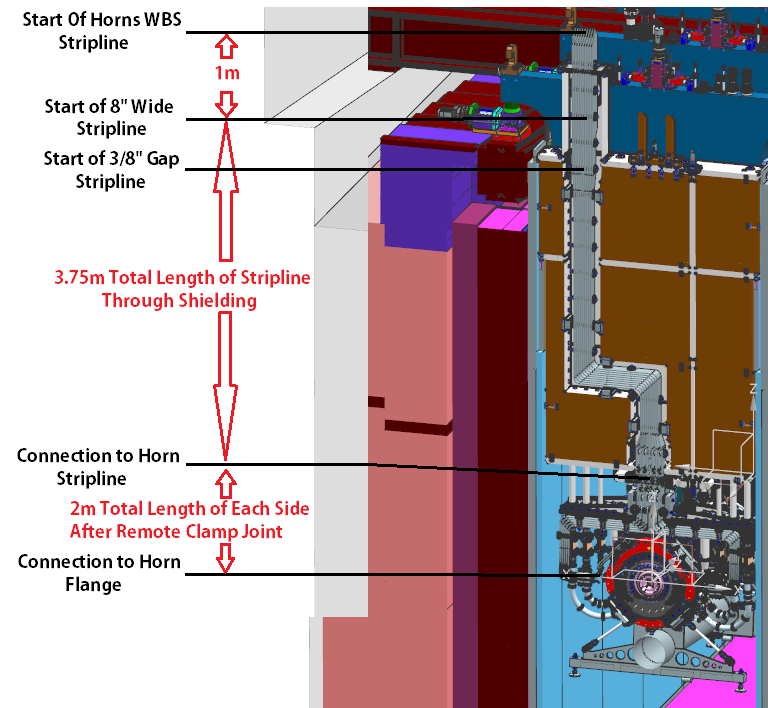 Start Of Horns WBS
Stripline
1m
Start of 8" Wide
Stripline
Start of 3/8" Gap
Stripline
3.75m Total Length of Stripline
Through Shielding
Connection to Horn
Stripline
2m Total Length of Each Side
After Remote Clamp Joint
Connection to Horn
Flange
Z